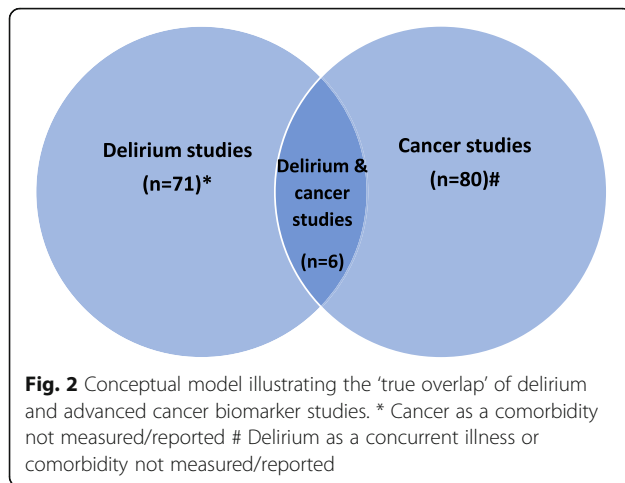 Delirium studies
(n=71)*
Delirium &
cancer
studies
(n=6)
Cancer studies
(n=80)#
Fig. 2 Conceptual model illustrating the ‘true overlap’ of delirium
and advanced cancer biomarker studies. * Cancer as a comorbidity
not measured/reported # Delirium as a concurrent illness or
comorbidity not measured/reported